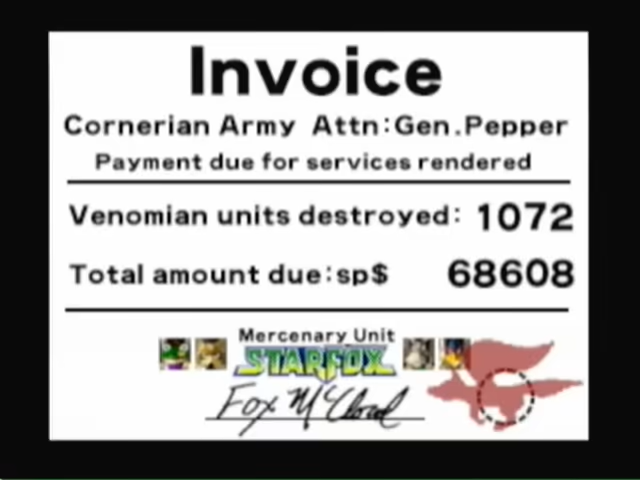 Invoice
Cornerian Army Attn:Gen.Pepper
Payment due for services rendered
Venomian units destroyed: 1072
Total amount due:sp$ 68608
Mercenary Unit
STARFOX
Fox McCloud